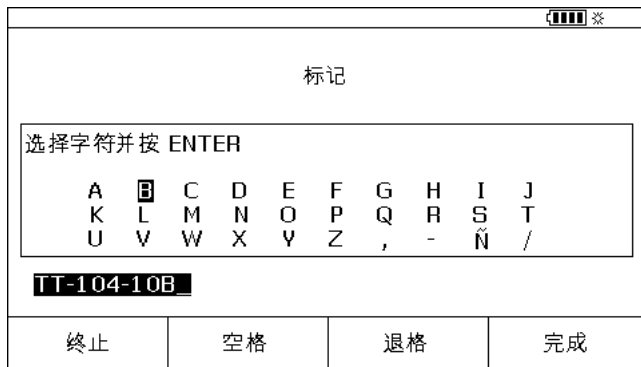 标记
选择字符并按 ENTER
A B C D E F G H I J
K L M N O P Q R S T
U V W X Y Z , - Ñ /
TT-104-10B_
终止 空格 退格 完成